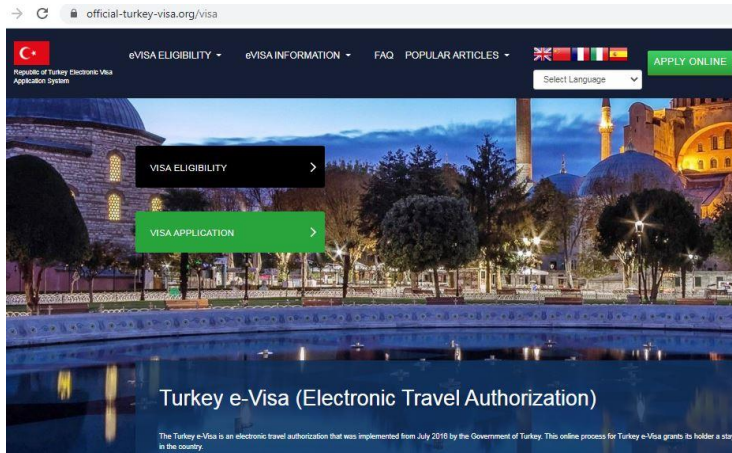 official-turkey-visa.org/visa
Republic of Turkey Electronic Visa
Application System
eVISA ELIGIBILITY
eVISA INFORMATION
FAQ
POPULAR ARTICLES
Select Language
APPLY ONLINE
VISA ELIGIBILITY
VISA APPLICATION
Turkey e-Visa (Electronic Travel Authorization)
The Turkey e-Visa is an electronic travel authorization that was implemented from July 2016 by the Government of Turkey. This online process for Turkey e-Visa grants its holder a sta
in the country.